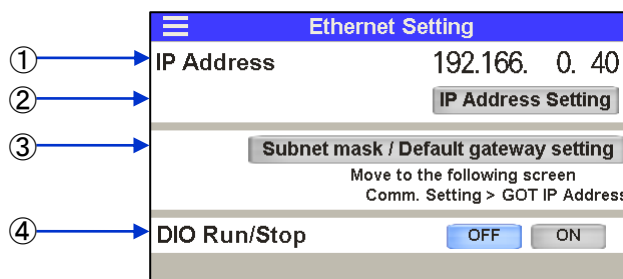 Ethernet Setting
① IP Address 192.166. 0. 40
② IP Address Setting
③ Subnet mask / Default gateway setting
Move to the following screen
Comm. Setting > GOT IP Address
④ DIO Run/Stop OFF ON